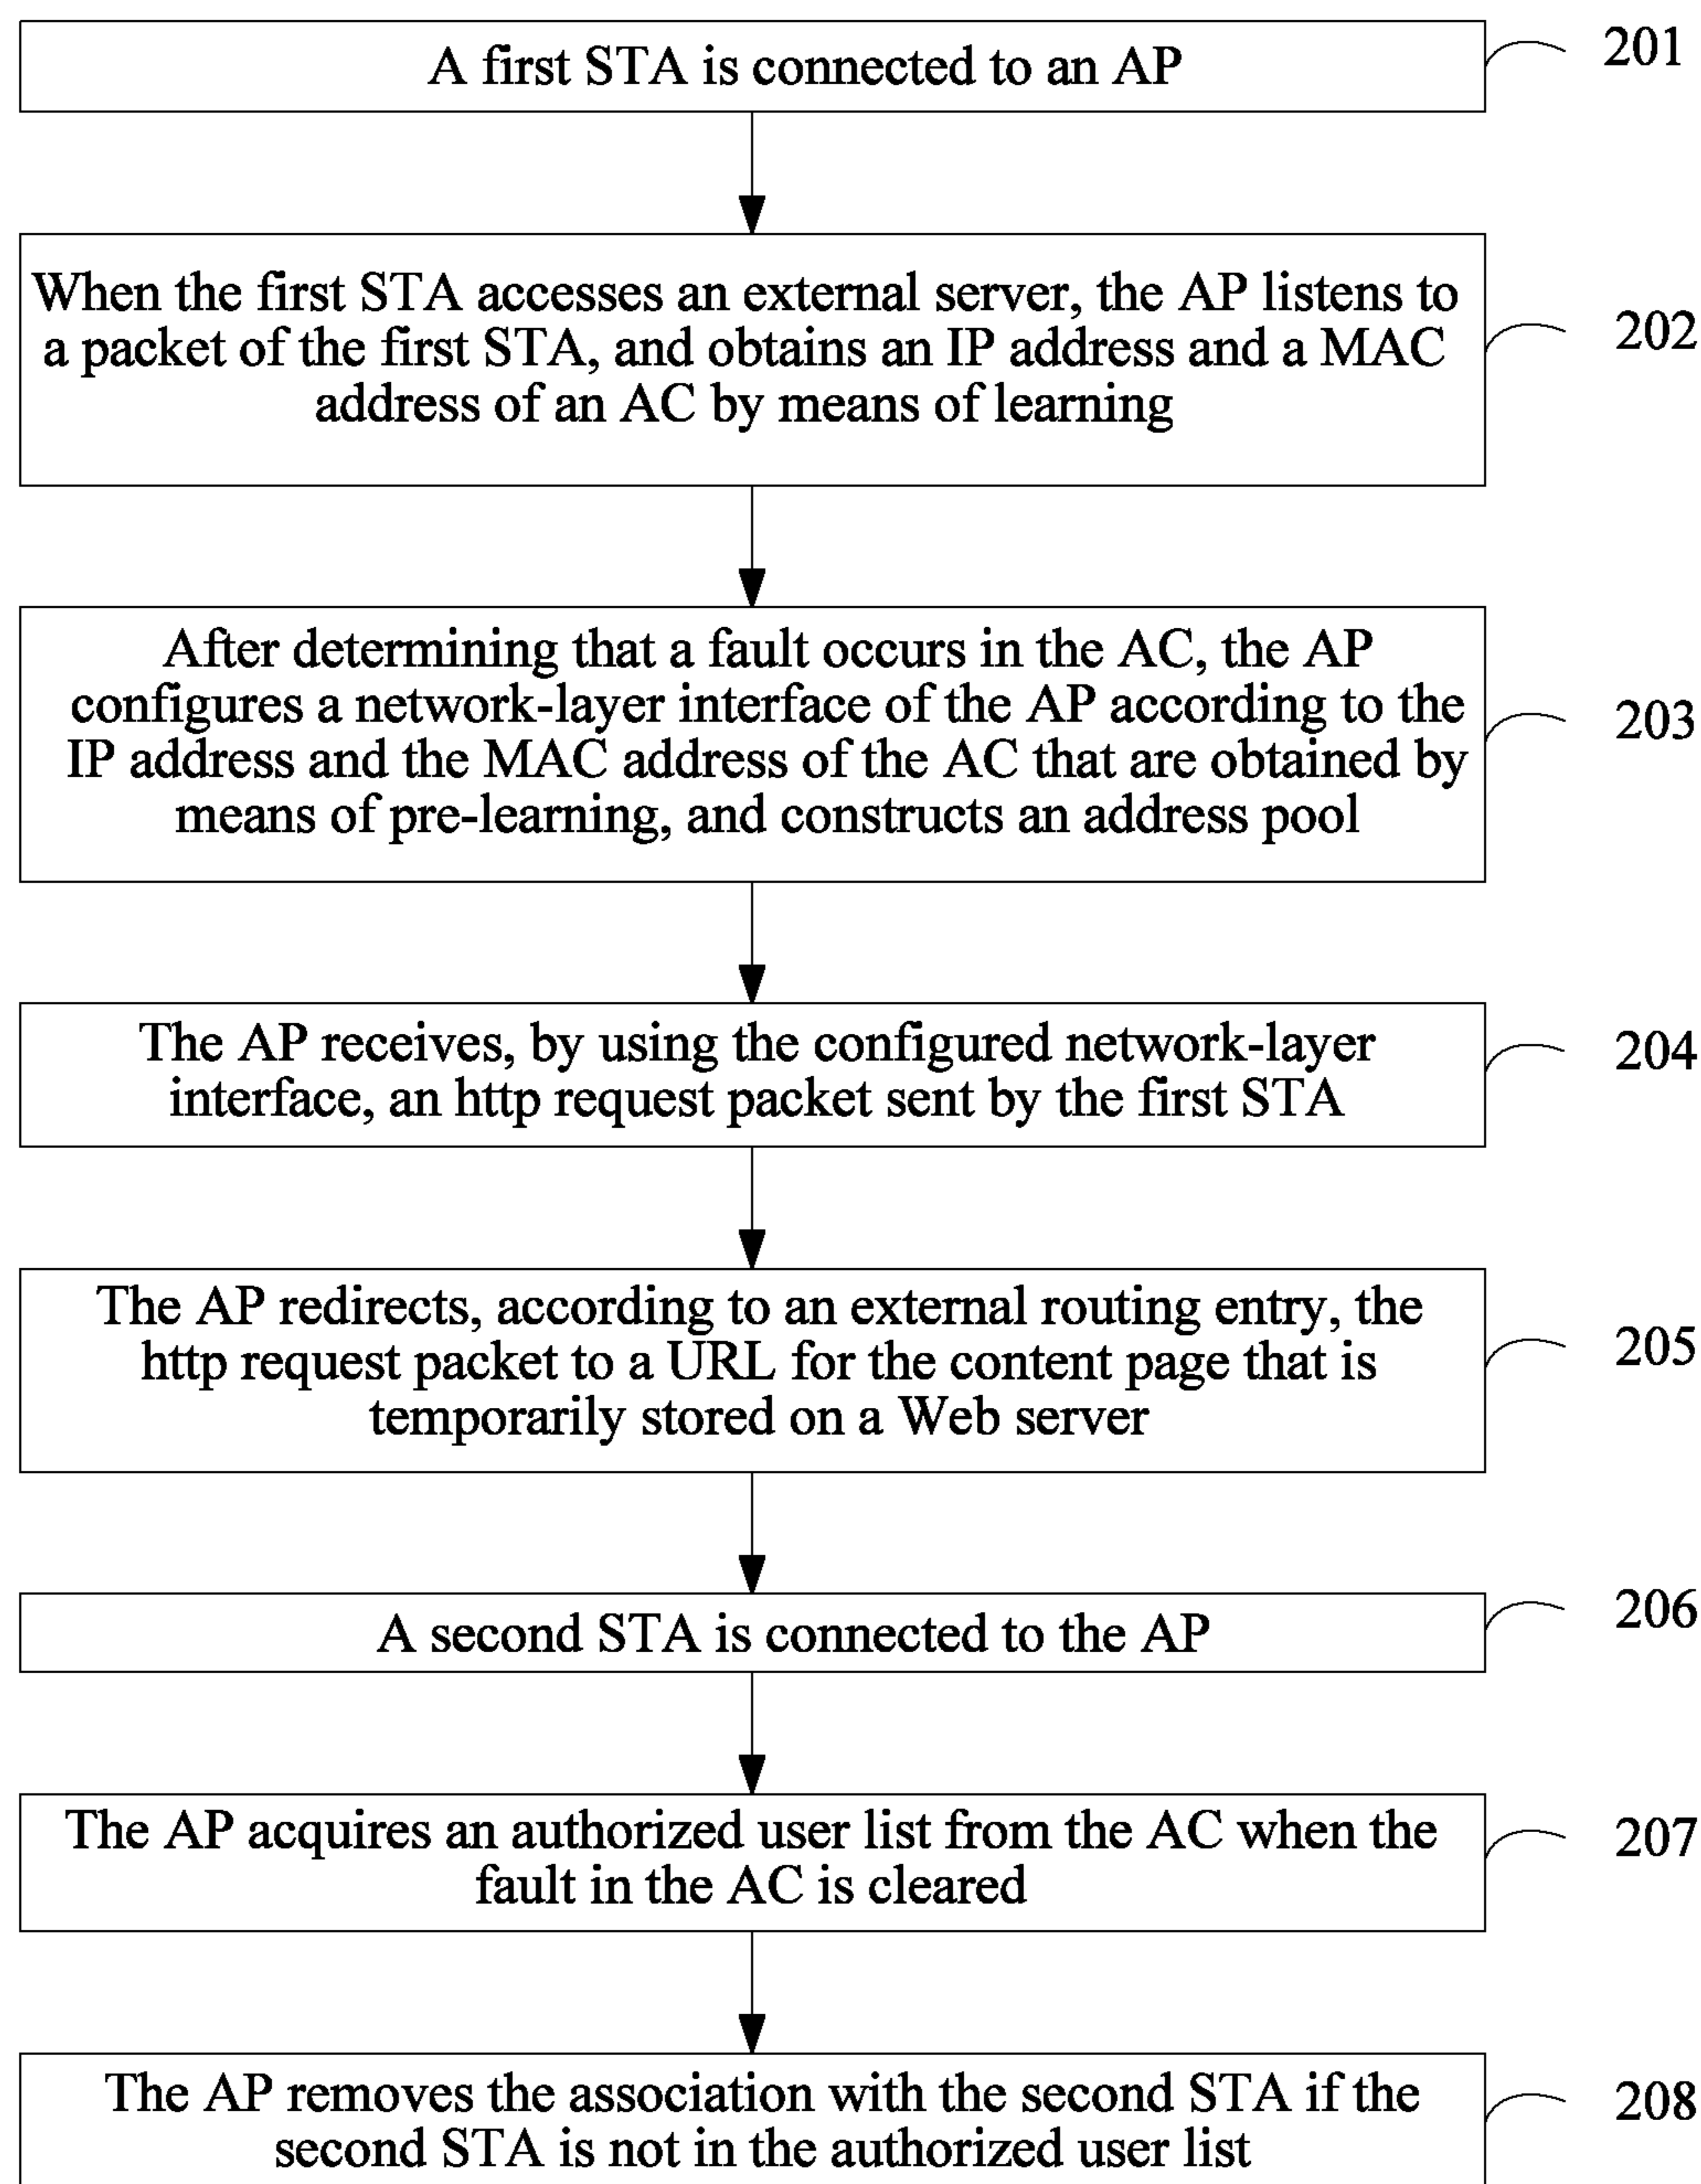 A first STA is connected to an AP
201
When the first STA accesses an external server, the AP listens to
a packet of the first STA, and obtains an IP address and a MAC
address of an AC by means of learning
202
After determining that a fault occurs in the AC, the AP
configures a network-layer interface of the AP according to the
IP address and the MAC address of the AC that are obtained by
means of pre-learning, and constructs an address pool
203
The AP receives, by using the configured network-layer
interface, an http request packet sent by the first STA
204
The AP redirects, according to an external routing entry, the
http request packet to a URL for the content page that is
temporarily stored on a Web server
205
A second STA is connected to the AP
206
The AP acquires an authorized user list from the AC when the
fault in the AC is cleared
207
The AP removes the association with the second STA if the
second STA is not in the authorized user list
208